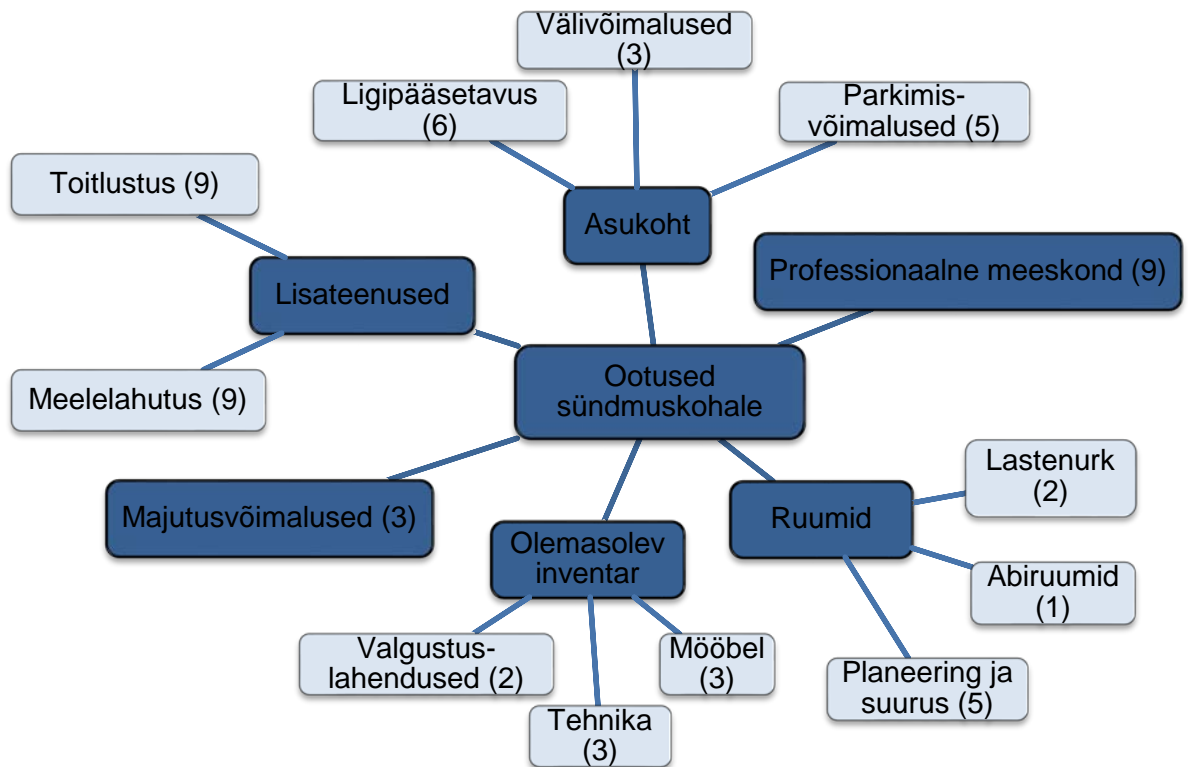 Välivõimalused
(3)
Ligipääsetavus
(6)
Parkimis-
võimalused (5)
Toitlustus (9)
Asukoht
Professionaalne meeskond (9)
Lisateenused
Ootused
sündmuskohale
Meelelahutus (9)
Lastenurk
(2)
Majutusvõimalused (3)
Ruumid
Olemasolev
inventar
Abiruumid
(1)
Valgustus-
lahendused (2)
Mööbel
(3)
Planeering ja
suurus (5)
Tehnika
(3)